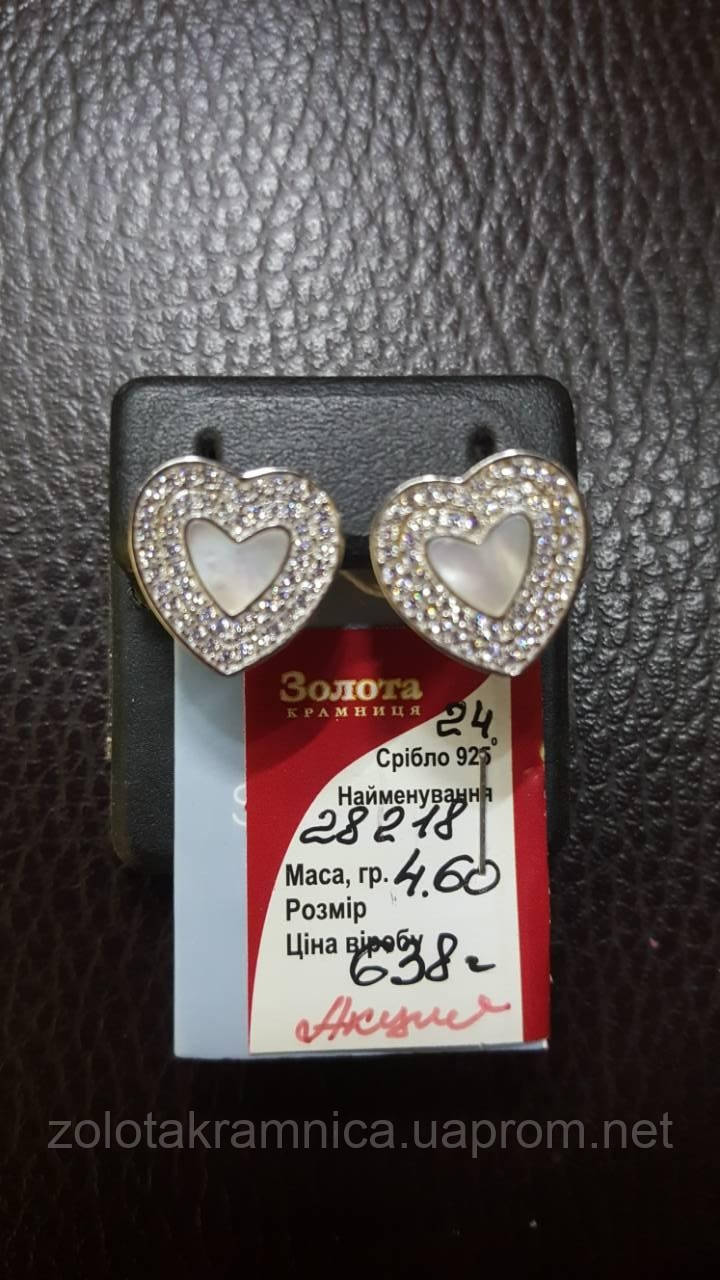 Золота
КРАМНИЦЯ
24
Срібло 925°
Найменування
28218
Маса, гр. 4.60
Розмір
Ціна виробу
638 г
Акция
zolotakramnica.uaprom.net